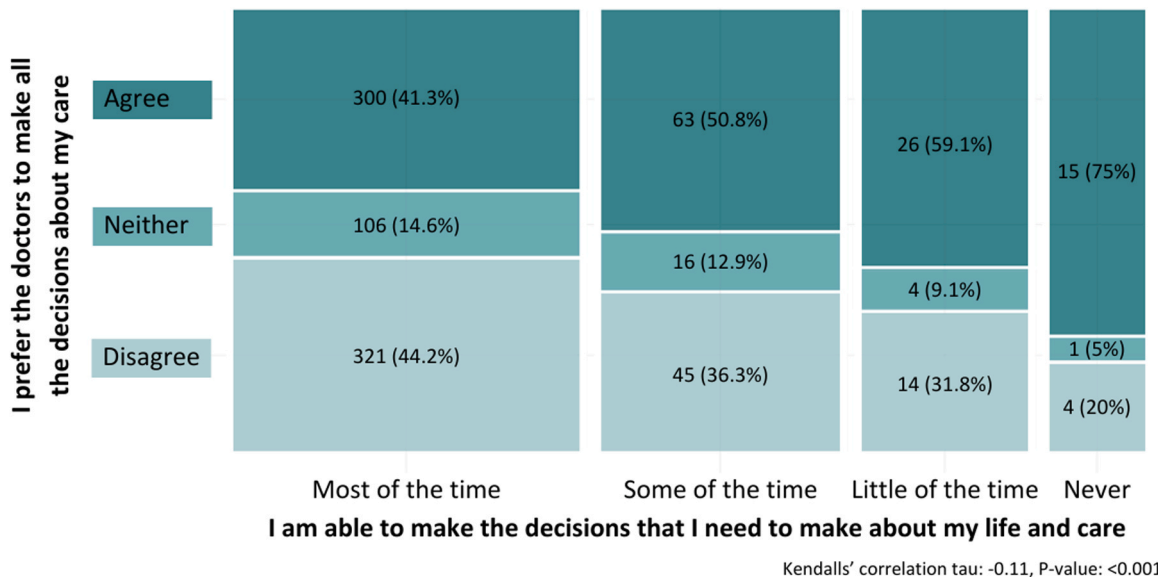 I prefer the doctors to make all
the decisions about my care
Agree
300 (41.3%)
63 (50.8%)
26 (59.1%)
15 (75%)
Neither
106 (14.6%)
16 (12.9%)
4 (9.1%)
1 (5%)
Disagree
321 (44.2%)
45 (36.3%)
14 (31.8%)
4 (20%)
Most of the time
Some of the time
Little of the time
Never
I am able to make the decisions that I need to make about my life and care
Kendalls’ correlation tau: -0.11, P-value: <0.001